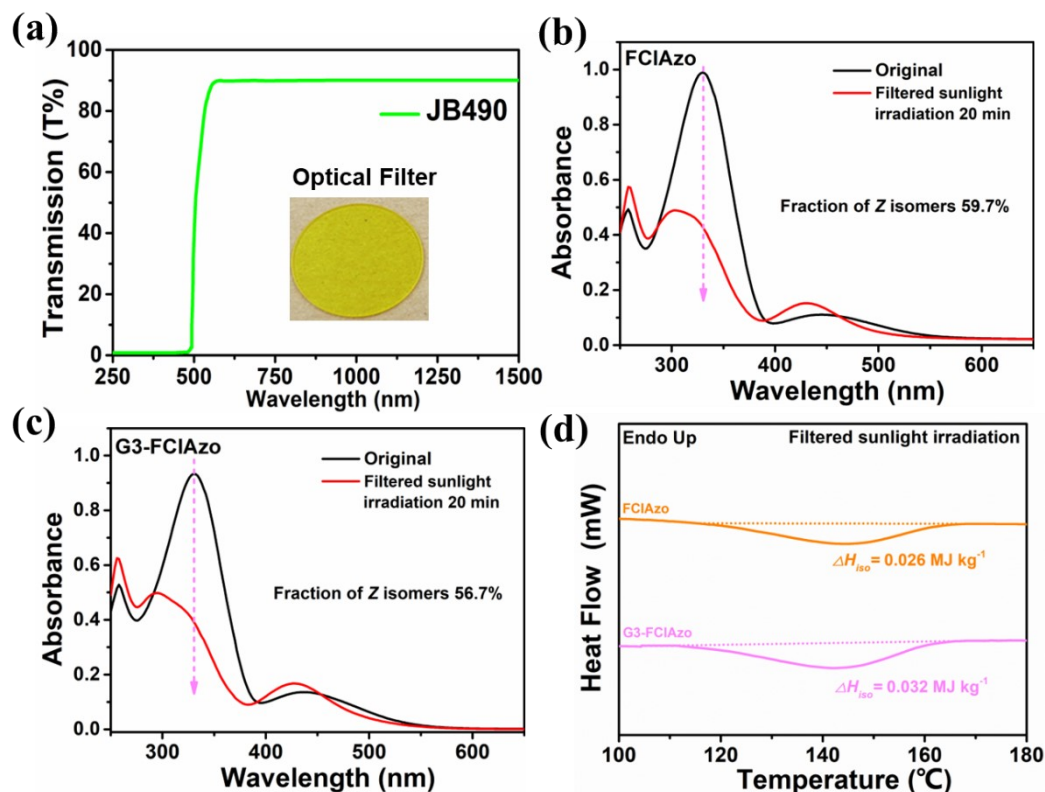 (a)
Transmission (T%)
100
80
60
40
20
0
JB490
Optical Filter
250 500 750 1000 1250 1500
Wavelength (nm)
(b)
FClAzo
Absorbance
1.0
0.8
0.6
0.4
0.2
0.0
Original
Filtered sunlight
irradiation 20 min
Fraction of Z isomers 59.7%
300 400 500 600
Wavelength (nm)
(c)
G3-FClAzo
Absorbance
1.0
0.8
0.6
0.4
0.2
0.0
Original
Filtered sunlight
irradiation 20 min
Fraction of Z isomers 56.7%
300 400 500 600
Wavelength (nm)
(d)
Endo Up
Filtered sunlight irradiation
Heat Flow (mW)
FClAzo
ΔHiso = 0.026 MJ kg-1
G3-FClAzo
ΔHiso = 0.032 MJ kg-1
100 120 140 160 180
Temperature (℃)